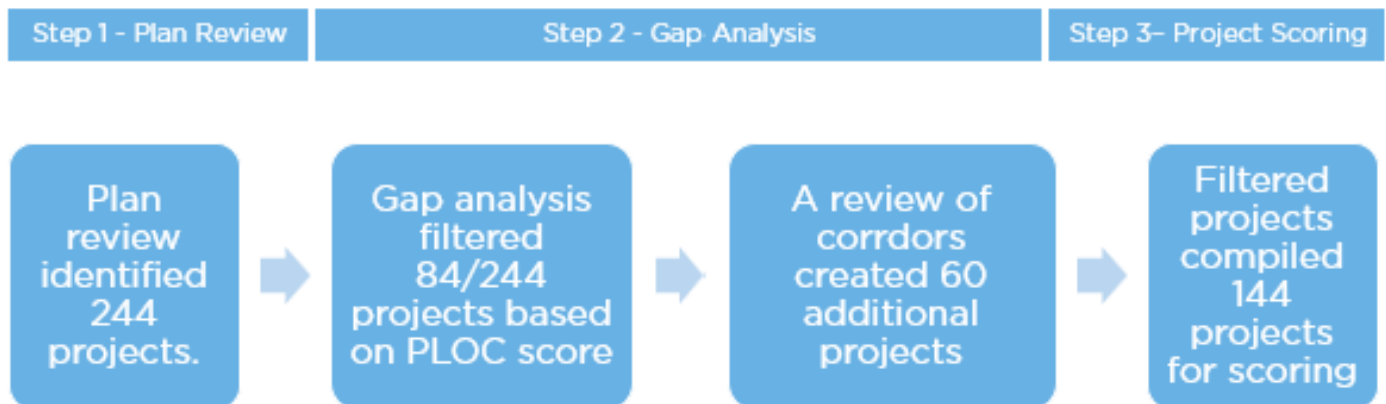 Step 1 - Plan Review
Step 2 - Gap Analysis
Step 3– Project Scoring
Plan
review
identified
244
projects.
Gap analysis
filtered
84/244
projects based
on PLOC score
A review of
corrdors
created 60
additional
projects
Filtered
projects
compiled
144
projects
for scoring